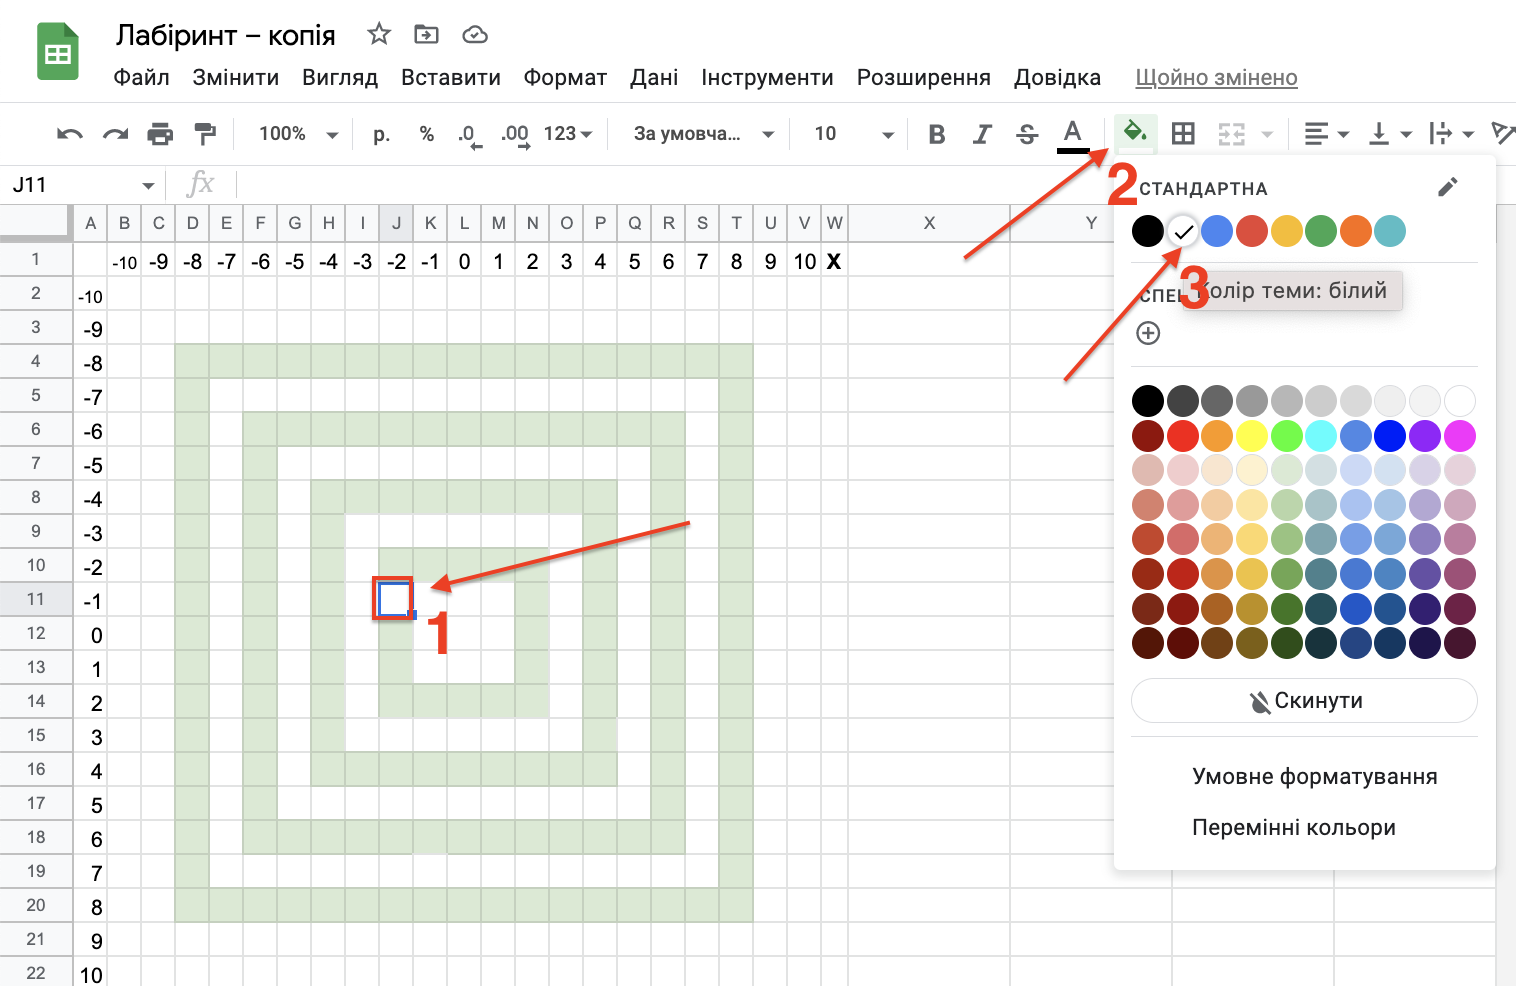 Лабіринт – копія
Файл Змінити Вигляд Вставити Формат Дані Інструменти Розширення Довідка Щойно змінено
100% р. % .0 .00 123 За умовча... 10 B I S A
J11 fx
2 СТАНДАРТНА
A B C D E F G H I J K L M N O P Q R S T U V W X Y
1 -10 -9 -8 -7 -6 -5 -4 -3 -2 -1 0 1 2 3 4 5 6 7 8 9 10 X
3 Колір теми: білий
2 -10
3 -9
4 -8
5 -7
6 -6
7 -5
8 -4
9 -3
10 -2
11 -1
1
12 0
13 1
14 2
15 3
16 4
17 5
18 6
19 7
20 8
21 9
22 10
Скинути
Умовне форматування
Перемінні кольори